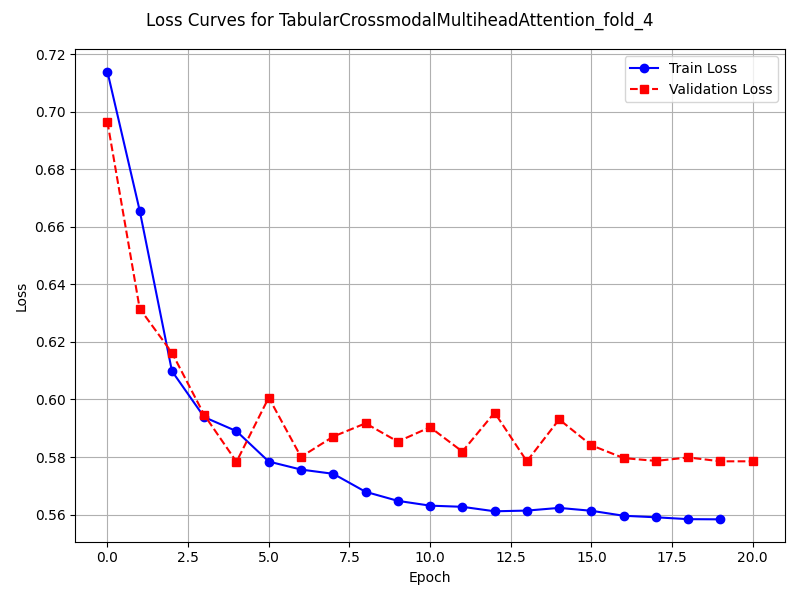 Loss Curves for TabularCrossmodalMultiheadAttention_fold_4
Train Loss
Validation Loss
0.72
0.70
0.68
0.66
0.64
0.62
0.60
0.58
0.56
Loss
0.0 2.5 5.0 7.5 10.0 12.5 15.0 17.5 20.0
Epoch